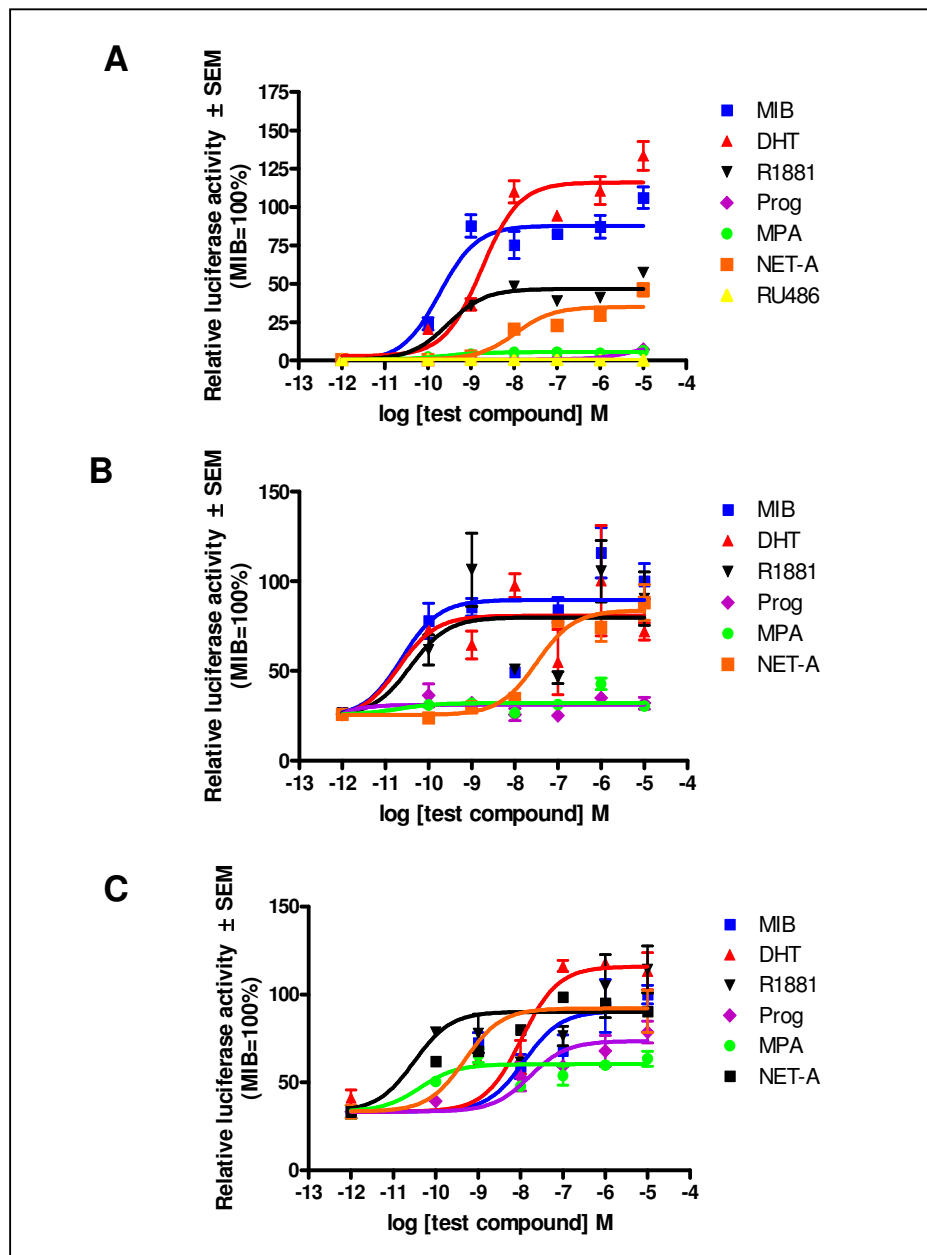 A
Relative luciferase activity ± SEM
(MIB=100%)
175
150
125
100
75
50
25
0
-13 -12 -11 -10 -9 -8 -7 -6 -5 -4
log [test compound] M
MIB
DHT
R1881
Prog
MPA
NET-A
RU486
B
Relative luciferase activity ± SEM
(MIB=100%)
150
100
50
0
-13 -12 -11 -10 -9 -8 -7 -6 -5 -4
log [test compound] M
MIB
DHT
R1881
Prog
MPA
NET-A
C
Relative luciferase activity ± SEM
(MIB=100%)
150
100
50
0
-13 -12 -11 -10 -9 -8 -7 -6 -5 -4
log [test compound] M
MIB
DHT
R1881
Prog
MPA
NET-A